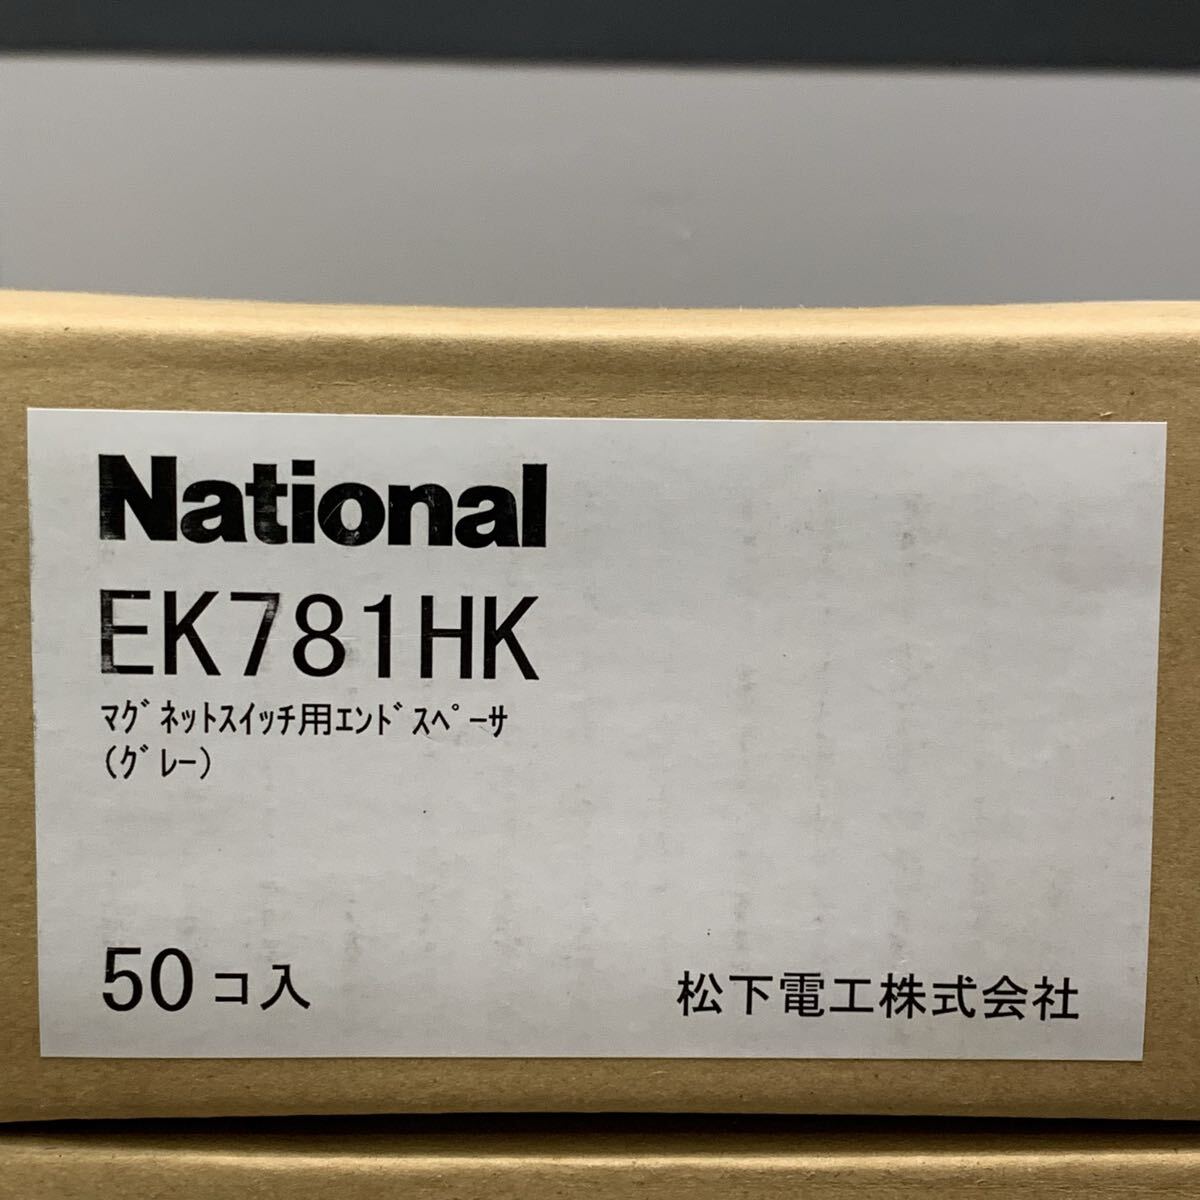 National
EK781HK
ﾏｸﾞﾈｯﾄｽｲｯﾁ用ｴﾝﾄﾞｽﾍﾟｰｻ
(ｸﾞﾚｰ)
50コ入
松下電工株式会社